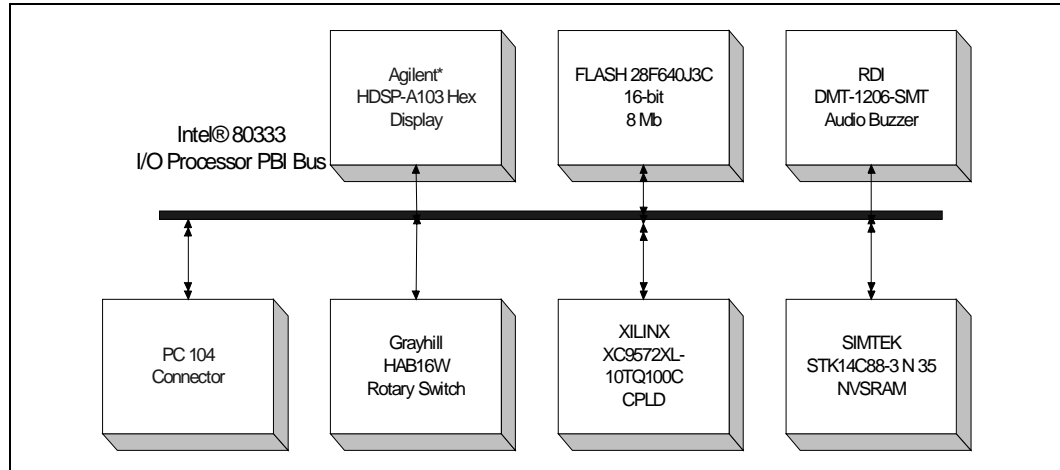 Agilent*
HDSP-A103 Hex
Display
FLASH 28F640J3C
16-bit
8 Mb
RDI
DMT-1206-SMT
Audio Buzzer
Intel® 80333
I/O Processor PBI Bus
PC 104
Connector
Grayhill
HAB16W
Rotary Switch
XILINX
XC9572XL-
10TQ100C
CPLD
SIMTEK
STK14C88-3 N 35
NVSRAM